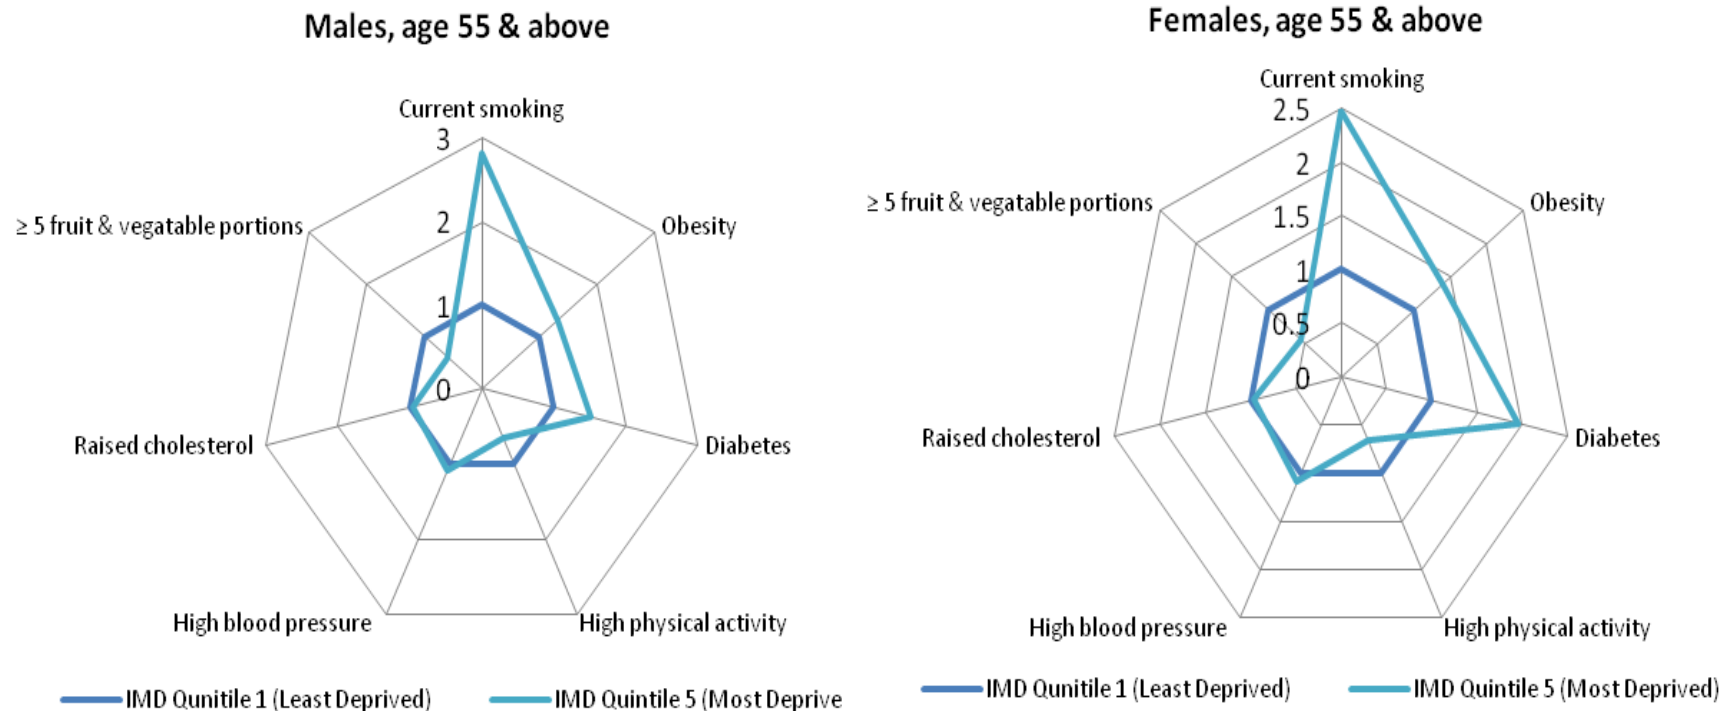 Males, age 55 & above
Current smoking
3
2
1
0
≥ 5 fruit & vegatable portions
Obesity
Raised cholesterol
Diabetes
High blood pressure
High physical activity
IMD Qunitile 1 (Least Deprived)
IMD Quintile 5 (Most Deprive
Females, age 55 & above
Current smoking
2.5
2
1.5
1
0.5
0
≥ 5 fruit & vegatable portions
Obesity
Raised cholesterol
Diabetes
High blood pressure
High physical activity
IMD Qunitile 1 (Least Deprived)
IMD Quintile 5 (Most Deprived)